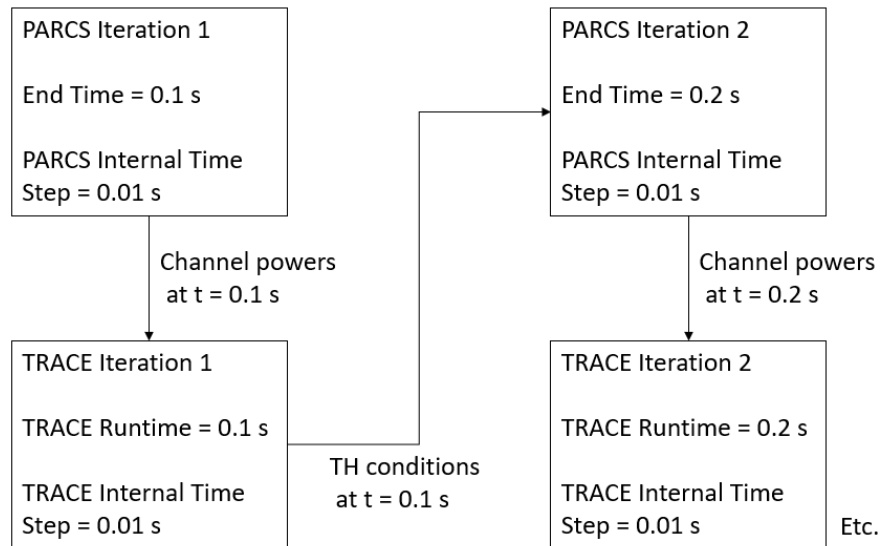 PARCS Iteration 1
End Time = 0.1 s
PARCS Internal Time
Step = 0.01 s
Channel powers
at t = 0.1 s
TRACE Iteration 1
TRACE Runtime = 0.1 s
TRACE Internal Time
Step = 0.01 s
TH conditions
at t = 0.1 s
PARCS Iteration 2
End Time = 0.2 s
PARCS Internal Time
Step = 0.01 s
Channel powers
at t = 0.2 s
TRACE Iteration 2
TRACE Runtime = 0.2 s
TRACE Internal Time
Step = 0.01 s
Etc.